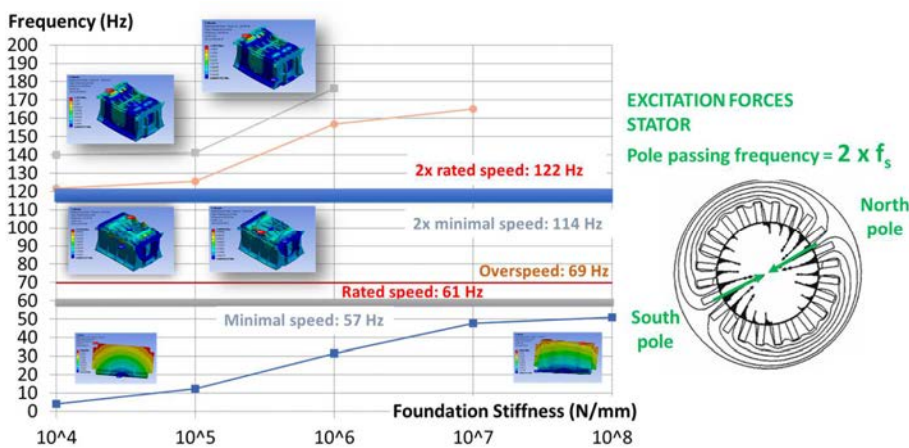 Frequency (Hz)
200
190
180
170
160
150
140
130
120
110
100
90
80
70
60
50
40
30
20
10
0
2x rated speed: 122 Hz
2x minimal speed: 114 Hz
Overspeed: 69 Hz
Rated speed: 61 Hz
Minimal speed: 57 Hz
Foundation Stiffness (N/mm)
10^4 10^5 10^6 10^7 10^8
EXCITATION FORCES
STATOR
Pole passing frequency = 2 x fs
North
pole
South
pole